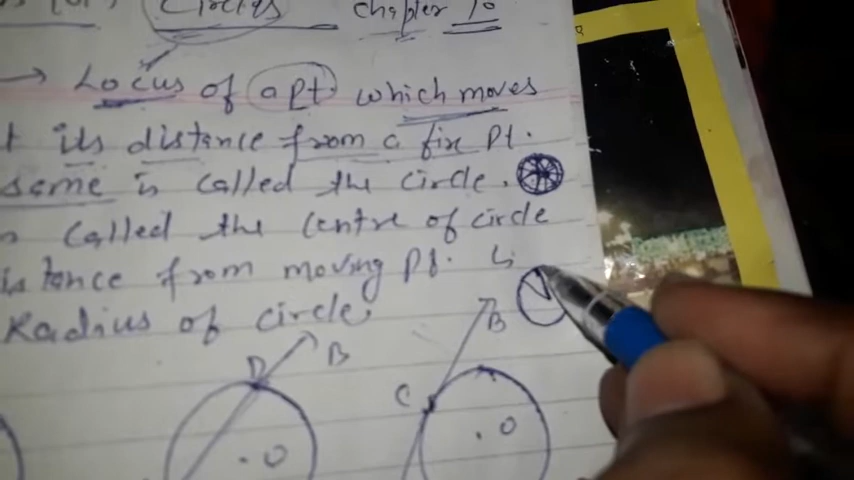 Circles chapter 10
→ Locus of a pt. which moves
its distance from a fix pt.
same is called the circle.
called the centre of circle
istance from moving pt.
Radius of circle.
B
D B
C
O O